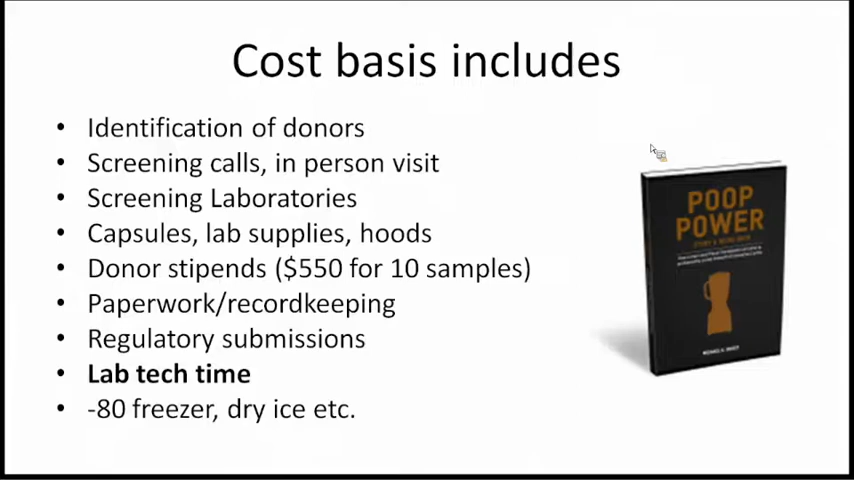 Cost basis includes
• Identification of donors
• Screening calls, in person visit
• Screening Laboratories
• Capsules, lab supplies, hoods
• Donor stipends ($550 for 10 samples)
• Paperwork/recordkeeping
• Regulatory submissions
• Lab tech time
• -80 freezer, dry ice etc.
POOP
POWER